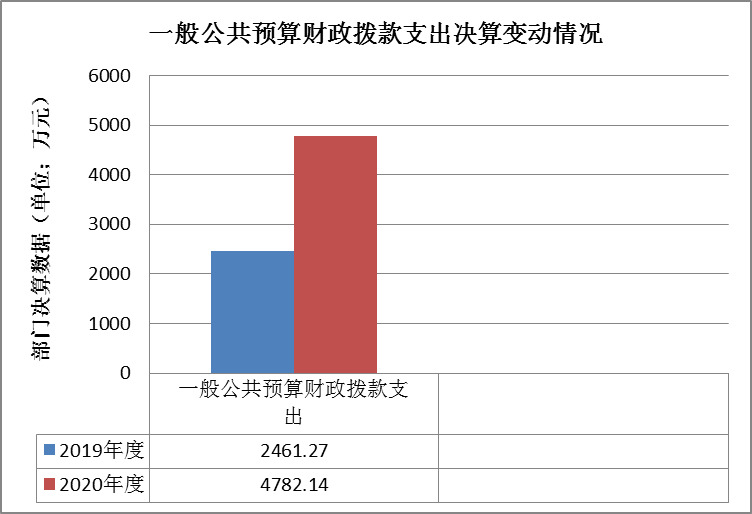 一般公共预算财政拨款支出决算变动情况
部门决算数据（单位；万元）
6000
5000
4000
3000
2000
1000
0
一般公共预算财政拨款支
出
2019年度 2461.27
2020年度 4782.14